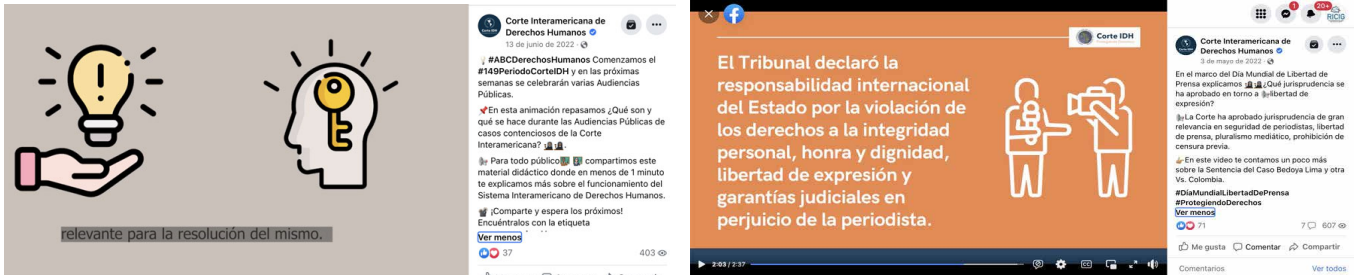 relevante para la resolución del mismo.
Corte Interamericana de
Derechos Humanos
13 de junio de 2022 ·
#ABCDerechosHumanos Comenzamos el
#149PeriodoCorteIDH y en las próximas
semanas se celebrarán varias Audiencias
Públicas.
En esta animación repasamos ¿Qué son y
qué se hace durante las Audiencias Públicas de
casos contenciosos de la Corte
Interamericana?
Para todo público compartimos este
material didáctico donde en menos de 1 minuto
te explicamos más sobre el funcionamiento del
Sistema Interamericano de Derechos Humanos.
¡Comparte y espera los próximos!
Encuéntralos con la etiqueta
Ver menos
37
403
Corte IDH
El Tribunal declaró la
responsabilidad internacional
del Estado por la violación de
los derechos a la integridad
personal, honra y dignidad,
libertad de expresión y
garantías judiciales en
perjuicio de la periodista.
2:03 / 2:37
1
20+
RICIG
Corte Interamericana de
Derechos Humanos
3 de mayo de 2022 ·
En el marco del Día Mundial de Libertad de
Prensa explicamos ¿Qué jurisprudencia se
ha aprobado en torno a libertad de
expresión?
La Corte ha aprobado jurisprudencia de gran
relevancia en seguridad de periodistas, libertad
de prensa, pluralismo mediático, prohibición de
censura previa.
En este video te contamos un poco más
sobre la Sentencia del Caso Bedoya Lima y otra
Vs. Colombia.
#DíaMundialLibertadDePrensa
#ProtegiendoDerechos
Ver menos
71
7
607
Me gusta Comentar Compartir
Comentarios Ver todos